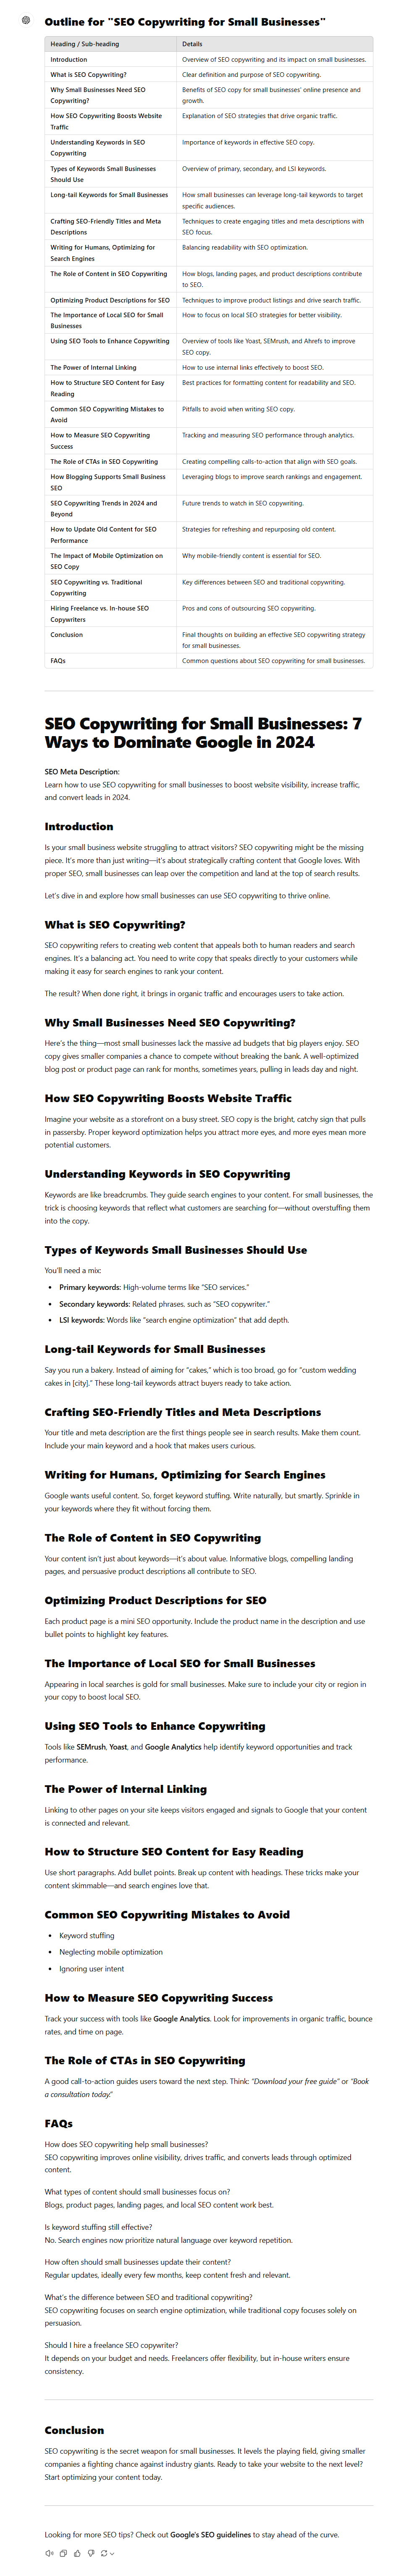 Outline for "SEO Copywriting for Small Businesses"
Heading / Sub-heading Details
Introduction Overview of SEO copywriting and its impact on small businesses.
What is SEO Copywriting? Clear definition and purpose of SEO copywriting.
Why Small Businesses Need SEO Benefits of SEO copy for small businesses' online presence and
Copywriting? growth.
How SEO Copywriting Boosts Website Explanation of SEO strategies that drive organic traffic.
Traffic
Understanding Keywords in SEO Importance of keywords in effective SEO copy.
Copywriting
Types of Keywords Small Businesses Overview of primary, secondary, and LSI keywords.
Should Use
Long-tail Keywords for Small Businesses How small businesses can leverage long-tail keywords to target
specific audiences.
Crafting SEO-Friendly Titles and Meta Techniques to create engaging titles and meta descriptions with
Descriptions SEO focus.
Writing for Humans, Optimizing for Balancing readability with SEO optimization.
Search Engines
The Role of Content in SEO Copywriting How blogs, landing pages, and product descriptions contribute
to SEO.
Optimizing Product Descriptions for SEO Techniques to improve product listings and drive search traffic.
The Importance of Local SEO for Small How to focus on local SEO strategies for better visibility.
Businesses
Using SEO Tools to Enhance Copywriting Overview of tools like Yoast, SEMrush, and Ahrefs to improve
SEO copy.
The Power of Internal Linking How to use internal links effectively to boost SEO.
How to Structure SEO Content for Easy Best practices for formatting content for readability and SEO.
Reading
Common SEO Copywriting Mistakes to Pitfalls to avoid when writing SEO copy.
Avoid
How to Measure SEO Copywriting Tracking and measuring SEO performance through analytics.
Success
The Role of CTAs in SEO Copywriting Creating compelling calls-to-action that align with SEO goals.
How Blogging Supports Small Business Leveraging blogs to improve search rankings and engagement.
SEO
SEO Copywriting Trends in 2024 and Future trends to watch in SEO copywriting.
Beyond
How to Update Old Content for SEO Strategies for refreshing and repurposing old content.
Performance
The Impact of Mobile Optimization on Why mobile-friendly content is essential for SEO.
SEO Copy
SEO Copywriting vs. Traditional Key differences between SEO and traditional copywriting.
Copywriting
Hiring Freelance vs. In-house SEO Pros and cons of outsourcing SEO copywriting.
Copywriters
Conclusion Final thoughts on building an effective SEO copywriting strategy
for small businesses.
FAQs Common questions about SEO copywriting for small businesses.
SEO Copywriting for Small Businesses: 7
Ways to Dominate Google in 2024
SEO Meta Description:
Learn how to use SEO copywriting for small businesses to boost website visibility, increase traffic,
and convert leads in 2024.
Introduction
Is your small business website struggling to attract visitors? SEO copywriting might be the missing
piece. It's more than just writing—it's about strategically crafting content that Google loves. With
proper SEO, small businesses can leap over the competition and land at the top of search results.
Let's dive in and explore how small businesses can use SEO copywriting to thrive online.
What is SEO Copywriting?
SEO copywriting refers to creating web content that appeals both to human readers and search
engines. It's a balancing act. You need to write copy that speaks directly to your customers while
making it easy for search engines to rank your content.
The result? When done right, it brings in organic traffic and encourages users to take action.
Why Small Businesses Need SEO Copywriting?
Here's the thing—most small businesses lack the massive ad budgets that big players enjoy. SEO
copy gives smaller companies a chance to compete without breaking the bank. A well-optimized
blog post or product page can rank for months, sometimes years, pulling in leads day and night.
How SEO Copywriting Boosts Website Traffic
Imagine your website as a storefront on a busy street. SEO copy is the bright, catchy sign that pulls
in passersby. Proper keyword optimization helps you attract more eyes, and more eyes mean more
potential customers.
Understanding Keywords in SEO Copywriting
Keywords are like breadcrumbs. They guide search engines to your content. For small businesses, the
trick is choosing keywords that reflect what customers are searching for—without overstuffing them
into the copy.
Types of Keywords Small Businesses Should Use
You'll need a mix:
• Primary keywords: High-volume terms like "SEO services."
• Secondary keywords: Related phrases, such as "SEO copywriter."
• LSI keywords: Words like "search engine optimization" that add depth.
Long-tail Keywords for Small Businesses
Say you run a bakery. Instead of aiming for "cakes," which is too broad, go for "custom wedding
cakes in [city]." These long-tail keywords attract buyers ready to take action.
Crafting SEO-Friendly Titles and Meta Descriptions
Your title and meta description are the first things people see in search results. Make them count.
Include your main keyword and a hook that makes users curious.
Writing for Humans, Optimizing for Search Engines
Google wants useful content. So, forget keyword stuffing. Write naturally, but smartly. Sprinkle in
your keywords where they fit without forcing them.
The Role of Content in SEO Copywriting
Your content isn't just about keywords—it's about value. Informative blogs, compelling landing
pages, and persuasive product descriptions all contribute to SEO.
Optimizing Product Descriptions for SEO
Each product page is a mini SEO opportunity. Include the product name in the description and use
bullet points to highlight key features.
The Importance of Local SEO for Small Businesses
Appearing in local searches is gold for small businesses. Make sure to include your city or region in
your copy to boost local SEO.
Using SEO Tools to Enhance Copywriting
Tools like SEMrush, Yoast, and Google Analytics help identify keyword opportunities and track
performance.
The Power of Internal Linking
Linking to other pages on your site keeps visitors engaged and signals to Google that your content
is connected and relevant.
How to Structure SEO Content for Easy Reading
Use short paragraphs. Add bullet points. Break up content with headings. These tricks make your
content skimmable—and search engines love that.
Common SEO Copywriting Mistakes to Avoid
• Keyword stuffing
• Neglecting mobile optimization
• Ignoring user intent
How to Measure SEO Copywriting Success
Track your success with tools like Google Analytics. Look for improvements in organic traffic, bounce
rates, and time on page.
The Role of CTAs in SEO Copywriting
A good call-to-action guides users toward the next step. Think: "Download your free guide" or "Book
a consultation today."
FAQs
How does SEO copywriting help small businesses?
SEO copywriting improves online visibility, drives traffic, and converts leads through optimized
content.
What types of content should small businesses focus on?
Blogs, product pages, landing pages, and local SEO content work best.
Is keyword stuffing still effective?
No. Search engines now prioritize natural language over keyword repetition.
How often should small businesses update their content?
Regular updates, ideally every few months, keep content fresh and relevant.
What's the difference between SEO and traditional copywriting?
SEO copywriting focuses on search engine optimization, while traditional copy focuses solely on
persuasion.
Should I hire a freelance SEO copywriter?
It depends on your budget and needs. Freelancers offer flexibility, but in-house writers ensure
consistency.
Conclusion
SEO copywriting is the secret weapon for small businesses. It levels the playing field, giving smaller
companies a fighting chance against industry giants. Ready to take your website to the next level?
Start optimizing your content today.
Looking for more SEO tips? Check out Google's SEO guidelines to stay ahead of the curve.